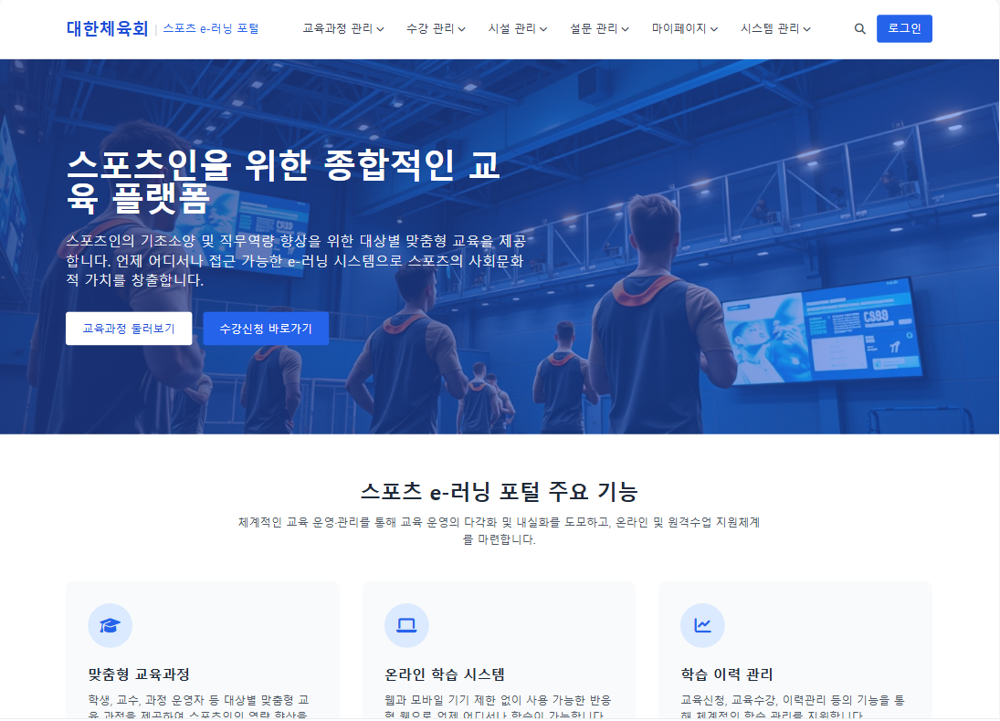 대한체육회 | 스포츠 e-러닝 포털 교육과정 관리 수강 관리 시설 관리 설문 관리 마이페이지 시스템 관리 로그인
스포츠인을 위한 종합적인 교
육 플랫폼
스포츠인의 기초소양 및 직무역량 향상을 위한 대상별 맞춤형 교육을 제공
합니다. 언제 어디서나 접근 가능한 e-러닝 시스템으로 스포츠의 사회문화
적 가치를 창출합니다.
교육과정 둘러보기 수강신청 바로가기
스포츠 e-러닝 포털 주요 기능
체계적인 교육 운영·관리를 통해 교육 운영의 다각화 및 내실화를 도모하고, 온라인 및 원격수업 지원체계
를 마련합니다.
맞춤형 교육과정
학생, 교수, 과정 운영자 등 대상별 맞춤형 교
육 과정을 제공하여 스포츠인의 역량 향상을
온라인 학습 시스템
웹과 모바일 기기 제한 없이 사용 가능한 반응
형 웹으로 언제 어디서나 학습이 가능합니다.
학습 이력 관리
교육신청, 교육수강, 이력관리 등의 기능을 통
해 체계적인 학습 관리를 지원합니다.